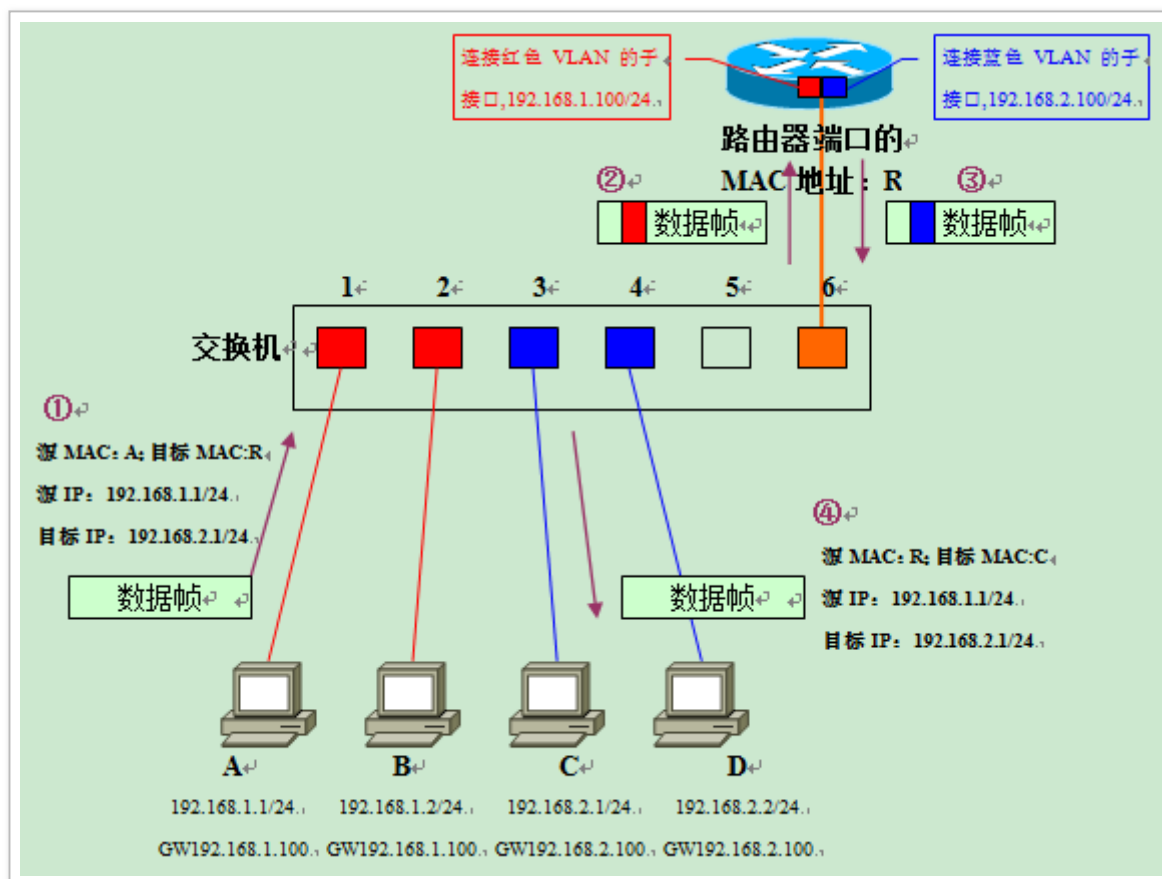 连接红色 VLAN 的子
接口,192.168.1.100/24
连接蓝色 VLAN 的子
接口,192.168.2.100/24
路由器端口的
MAC 地址：R
②
数据帧
③
数据帧
1 2 3 4 5 6
交换机
①
源 MAC：A; 目标 MAC:R
源 IP：192.168.1.1/24
目标 IP：192.168.2.1/24
数据帧
④
源 MAC：R; 目标 MAC:C
源 IP：192.168.1.1/24
目标 IP：192.168.2.1/24
数据帧
A B C D
192.168.1.1/24 192.168.1.2/24 192.168.2.1/24 192.168.2.2/24
GW192.168.1.100 GW192.168.1.100 GW192.168.2.100 GW192.168.2.100